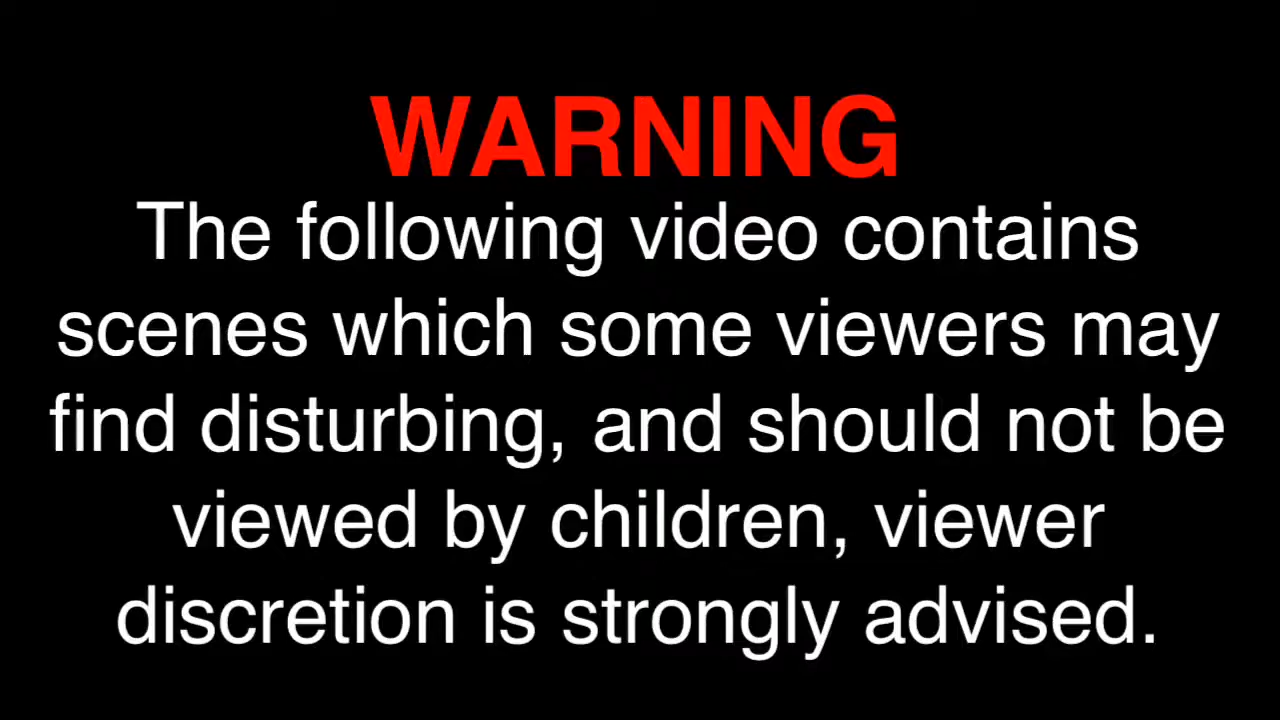 WARNING
The following video contains
scenes which some viewers may
find disturbing, and should not be
viewed by children, viewer
discretion is strongly advised.